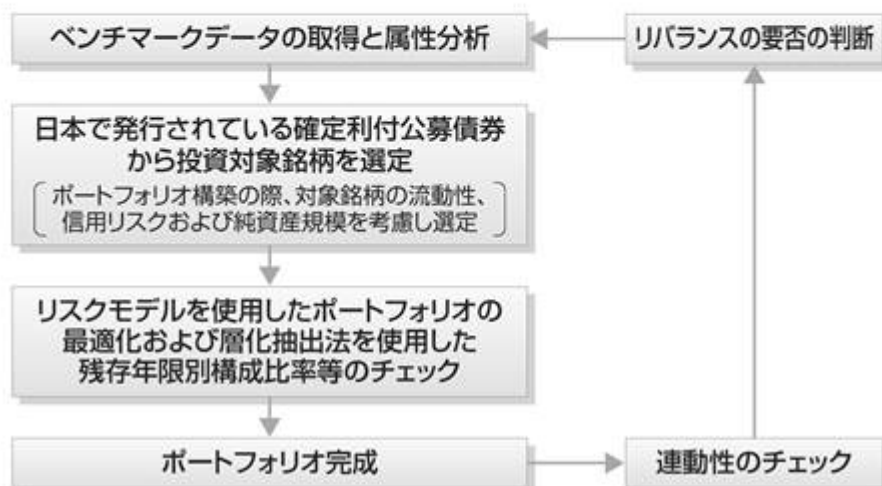 ベンチマークデータの取得と属性分析
リバランスの要否の判断
日本で発行されている確定利付公募債券
から投資対象銘柄を選定
ポートフォリオ構築の際、対象銘柄の流動性、
信用リスクおよび純資産規模を考慮し選定
リスクモデルを使用したポートフォリオの
最適化および層化抽出法を使用した
残存年限別構成比率等のチェック
ポートフォリオ完成
連動性のチェック